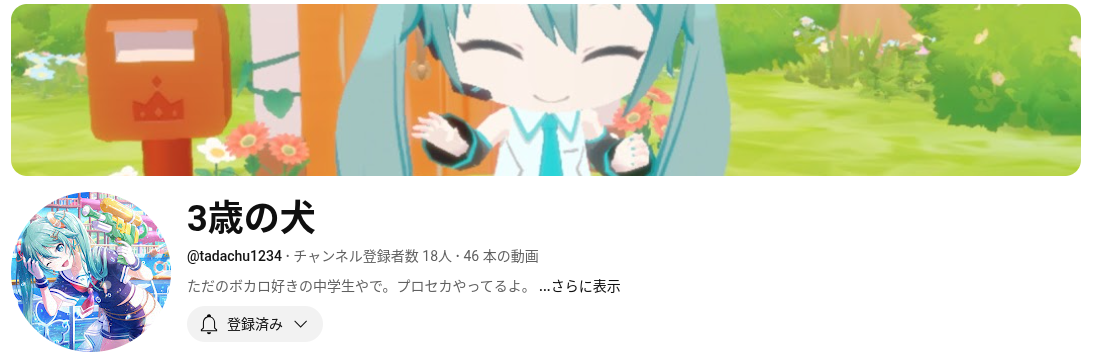 3歳の犬
@tadachu1234 · チャンネル登録者数 18人 · 46 本の動画
ただのボカロ好きの中学生やで。プロセカやってるよ。 ...さらに表示
登録済み